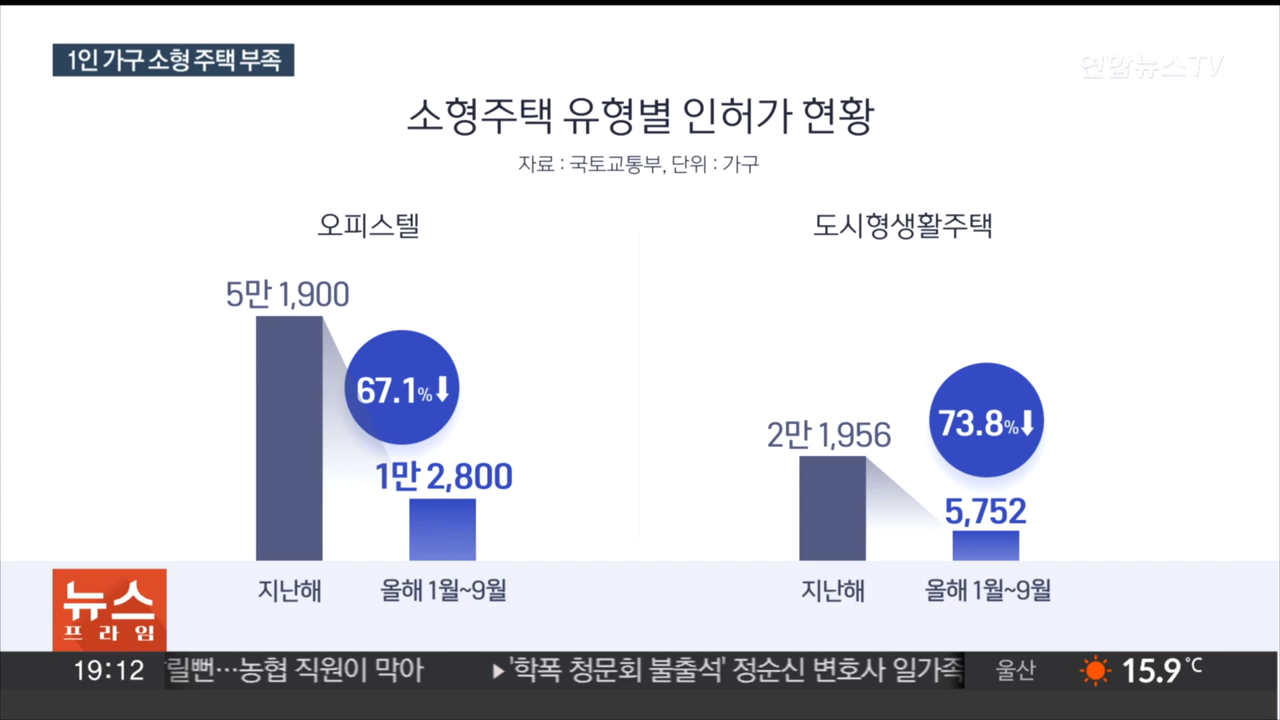 1인 가구 소형 주택 부족
연합뉴스TV
소형주택 유형별 인허가 현황
자료 : 국토교통부, 단위 : 가구
오피스텔
5만 1,900
67.1%⬇
1만 2,800
지난해
올해 1월~9월
도시형생활주택
2만 1,956
73.8%⬇
5,752
지난해
올해 1월~9월
뉴스
프라임
19:12
릴뻔…농협 직원이 막아 ▶'학폭 청문회 불출석' 정순신 변호사 일가족
울산
15.9℃